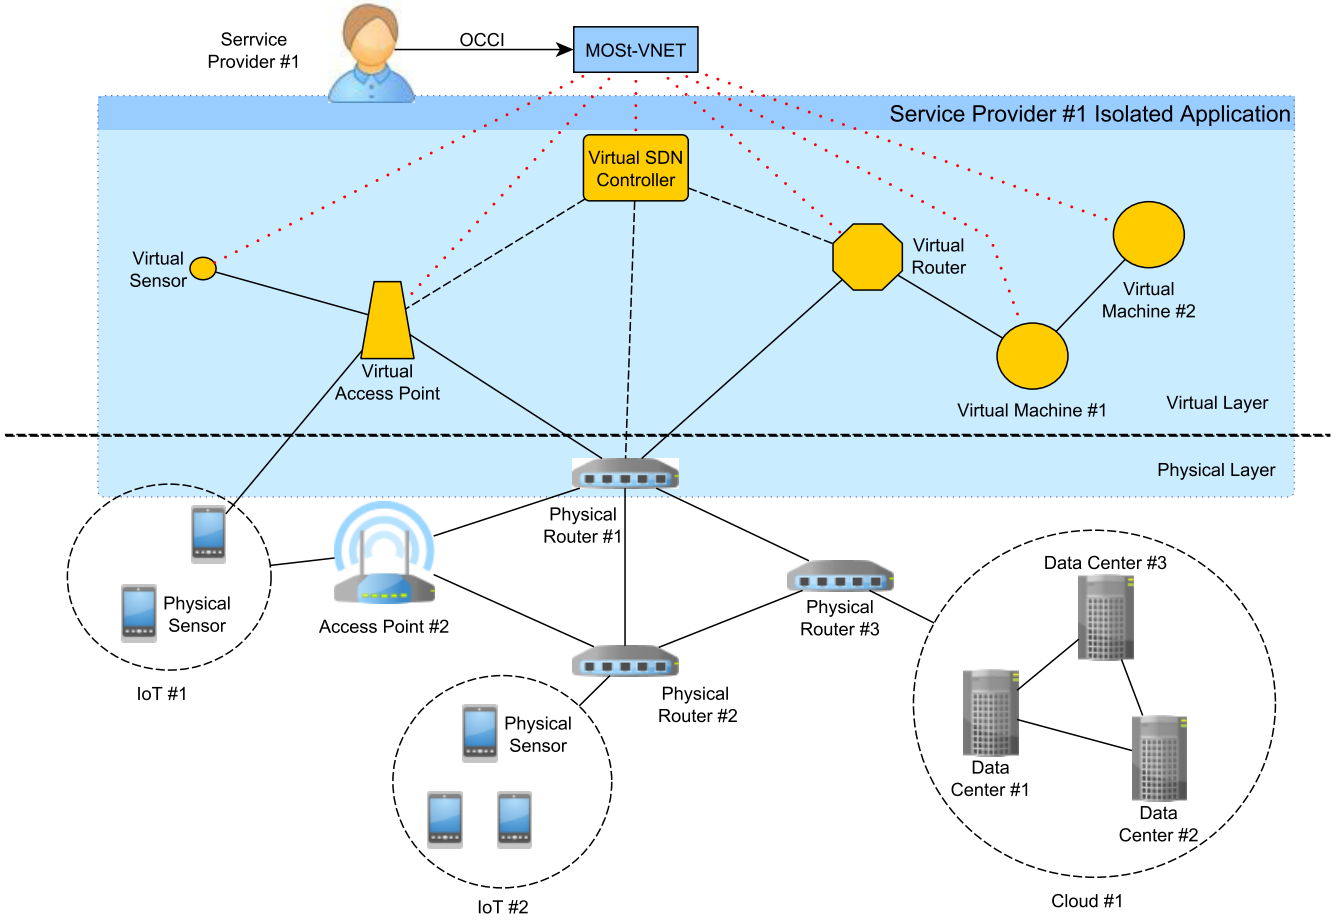 Serrvice
Provider #1
OCCI
MOSt-VNET
Service Provider #1 Isolated Application
Virtual SDN
Controller
Virtual
Sensor
Virtual
Router
Virtual
Machine #2
Virtual
Access Point
Virtual Machine #1
Virtual Layer
Physical Layer
Physical
Router #1
Data Center #3
Physical
Sensor
Access Point #2
Physical
Router #3
IoT #1
Physical
Router #2
Physical
Sensor
Data
Center #1
Data
Center #2
Cloud #1
IoT #2